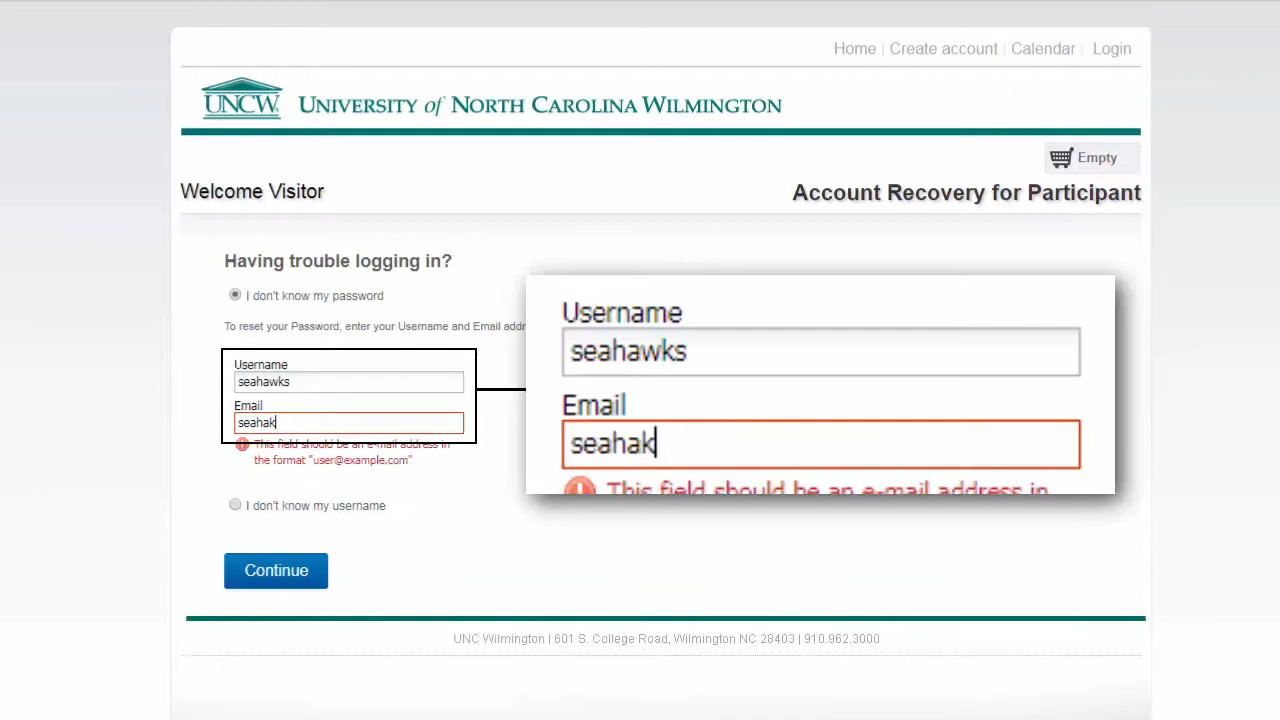 Home | Create account | Calendar | Login
UNCW UNIVERSITY of NORTH CAROLINA WILMINGTON
Empty
Welcome Visitor
Account Recovery for Participant
Having trouble logging in?
I don't know my password
To reset your Password, enter your Username and Email addr
Username
seahawks
Email
seahak
This field should be an e-mail address in
the format "user@example.com"
Username
seahawks
Email
seahak
This field should be an e-mail address in
I don't know my username
Continue
UNC Wilmington | 601 S. College Road, Wilmington NC 28403 | 910.962.3000